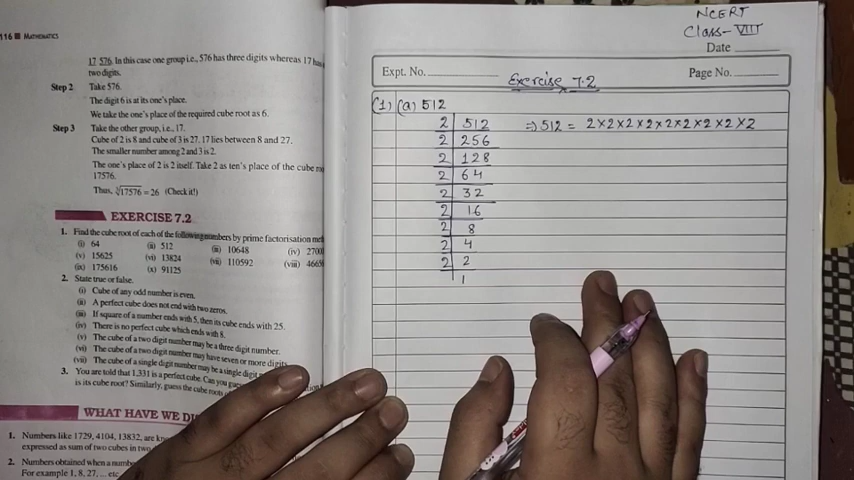 116 ■ MATHEMATICS
17 576. In this case one group i.e., 576 has three digits whereas 17 has
two digits.
Step 2 Take 576.
The digit 6 is at its one's place.
We take the one's place of the required cube root as 6.
Step 3 Take the other group, i.e., 17.
Cube of 2 is 8 and cube of 3 is 27. 17 lies between 8 and 27.
The smaller number among 2 and 3 is 2.
The one's place of 2 is 2 itself. Take 2 as ten's place of the cube
17576.
Thus, ∛17576 = 26 (Check it!)
EXERCISE 7.2
1. Find the cube root of each of the following numbers by prime factorisation
(i) 64 (ii) 512 (iii) 10648 (iv) 2700
(v) 15625 (vi) 13824 (vii) 110592 (viii) 4665
(ix) 175616 (x) 91125
2. State true or false.
(i) Cube of any odd number is even.
(ii) A perfect cube does not end with two zeros.
(iii) If square of a number ends with 5, then its cube ends with 25.
(iv) There is no perfect cube which ends with 8.
(v) The cube of a two digit number may be a three digit number.
(vi) The cube of a two digit number may have seven or more digits.
(vii) The cube of a single digit number may be a single digit
3. You are told that 1,331 is a perfect cube. Can you
is its cube root? Similarly, guess the cube roots
WHAT HAVE WE
1. Numbers like 1729, 4104, 13832, are
expressed as sum of two cubes in two
2. Numbers obtained when a
For example 1, 8, 27, ... etc
NCERT
Class-VIII
Date
Expt. No. Page No.
Exercise 7.2
(1) (a) 512
2 512 ⇒ 512 = 2×2×2×2×2×2×2×2×2
2 256
2 128
2 64
2 32
2 16
2 8
2 4
2 2
1